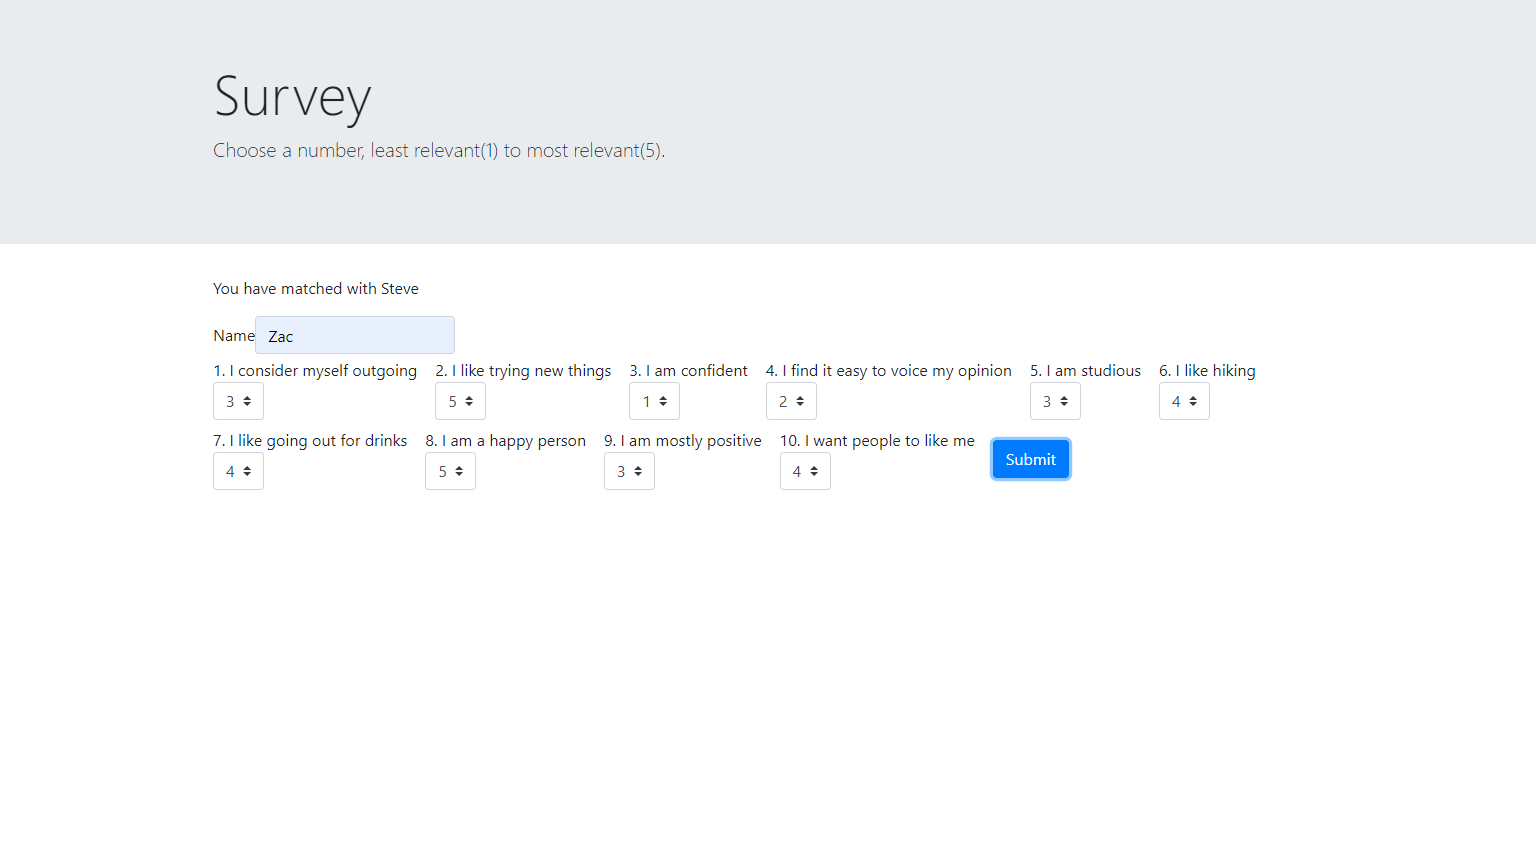 Survey
Choose a number, least relevant(1) to most relevant(5).
You have matched with Steve
Name Zac
1. I consider myself outgoing 2. I like trying new things 3. I am confident 4. I find it easy to voice my opinion 5. I am studious 6. I like hiking
3 5 1 2 3 4
7. I like going out for drinks 8. I am a happy person 9. I am mostly positive 10. I want people to like me Submit
4 5 3 4